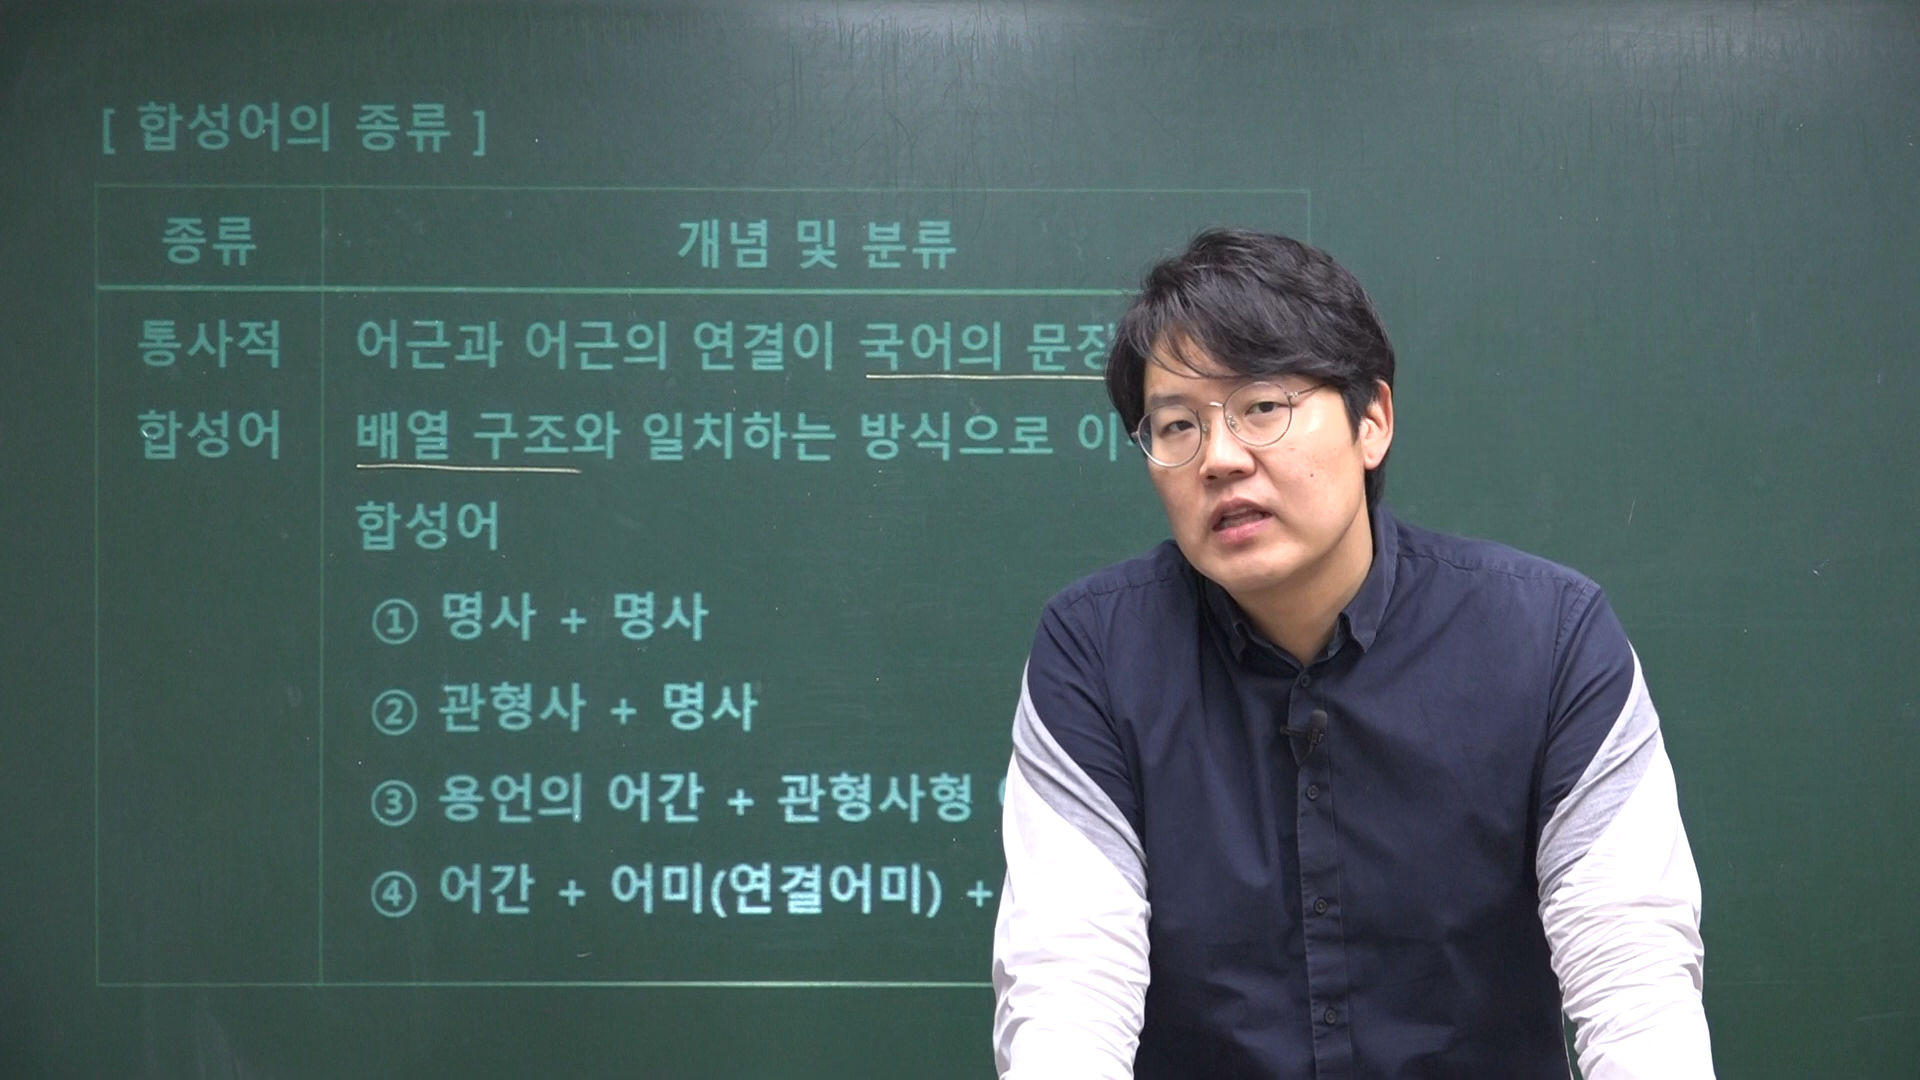 [ 합성어의 종류 ]
종류
개념 및 분류
통사적
합성어
어근과 어근의 연결이 국어의 문장
배열 구조와 일치하는 방식으로
합성어
① 명사 + 명사
② 관형사 + 명사
③ 용언의 어간 + 관형사형
④ 어간 + 어미(연결어미) +